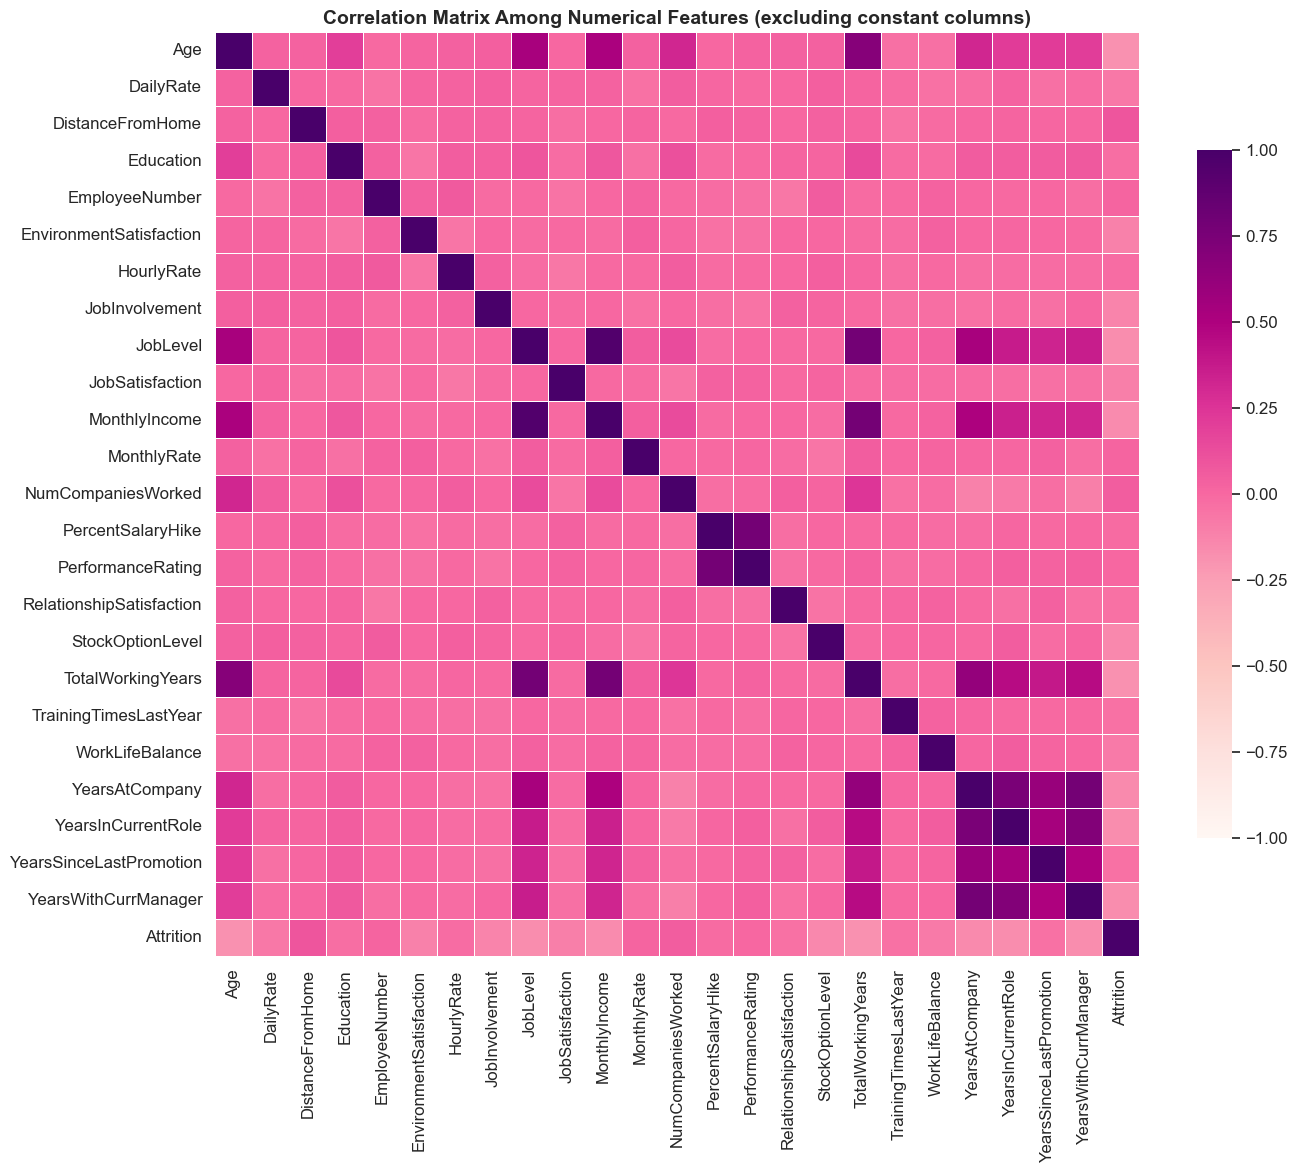 Correlation Matrix Among Numerical Features (excluding constant columns)
Age
DailyRate
DistanceFromHome
Education
EmployeeNumber
EnvironmentSatisfaction
HourlyRate
JobInvolvement
JobLevel
JobSatisfaction
MonthlyIncome
MonthlyRate
NumCompaniesWorked
PercentSalaryHike
PerformanceRating
RelationshipSatisfaction
StockOptionLevel
TotalWorkingYears
TrainingTimesLastYear
WorkLifeBalance
YearsAtCompany
YearsInCurrentRole
YearsSinceLastPromotion
YearsWithCurrManager
Attrition
Age
DailyRate
DistanceFromHome
Education
EmployeeNumber
EnvironmentSatisfaction
HourlyRate
JobInvolvement
JobLevel
JobSatisfaction
MonthlyIncome
MonthlyRate
NumCompaniesWorked
PercentSalaryHike
PerformanceRating
RelationshipSatisfaction
StockOptionLevel
TotalWorkingYears
TrainingTimesLastYear
WorkLifeBalance
YearsAtCompany
YearsInCurrentRole
YearsSinceLastPromotion
YearsWithCurrManager
Attrition
1.00
0.75
0.50
0.25
0.00
−0.25
−0.50
−0.75
−1.00